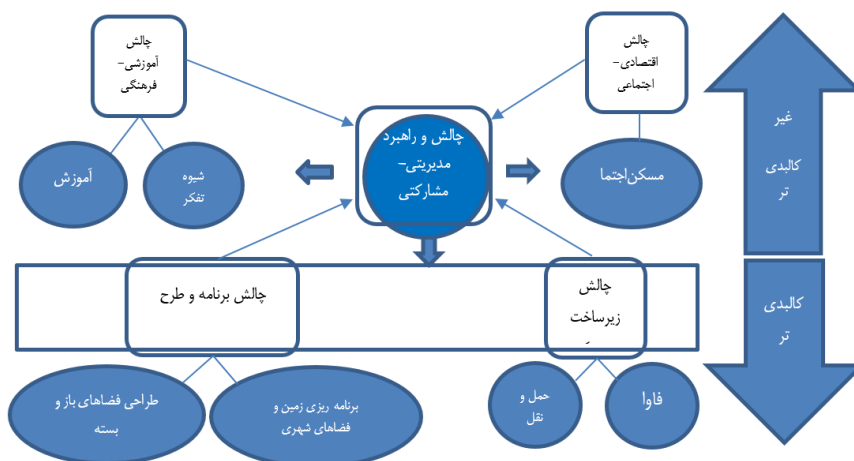 چالش
اقتصادی-
اجتماعی
چالش
آموزشی-
فرهنگی
غیر
کالبدی
تر
چالش و راهبرد
مدیریتی-
مشارکتی
مسکن اجتما
شیوه
تفکر
آموزش
چالش
زیرساخت
چالش برنامه و طرح
کالبدی
تر
فاوا
حمل و
نقل
برنامه ریزی زمین و
فضاهای شهری
طراحی فضاهای باز و
بسته